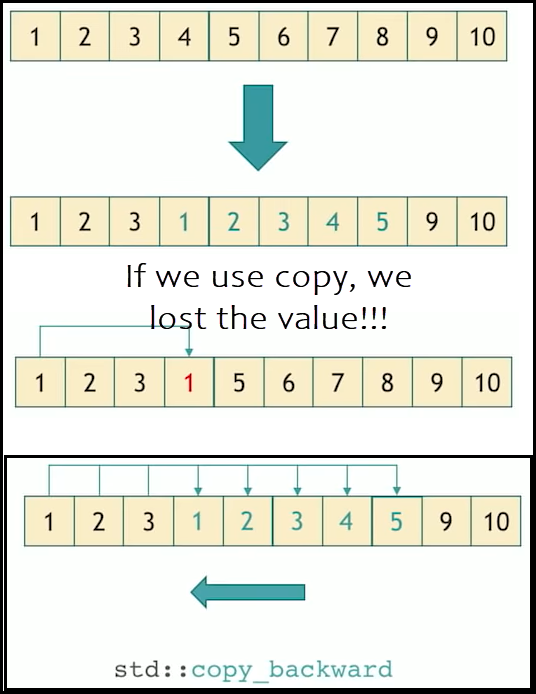 1 2 3 4 5 6 7 8 9 10
1 2 3 1 2 3 4 5 9 10
If we use copy, we
lost the value!!!
1 2 3 1 5 6 7 8 9 10
1 2 3 1 2 3 4 5 9 10
std::copy_backward